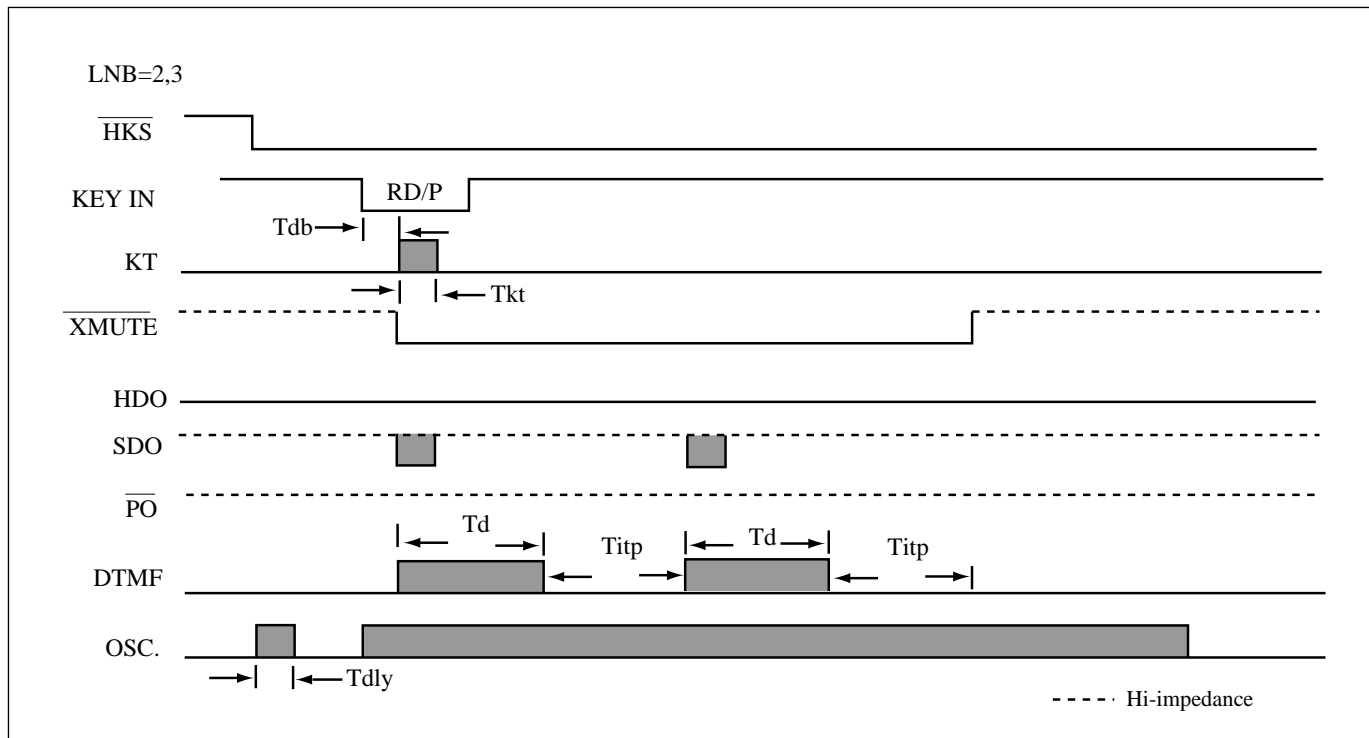 LNB=2,3
HKS
KEY IN
RD/P
Tdb
KT
Tkt
XMUTE
HDO
SDO
PO
Td
Titp
Td
Titp
DTMF
OSC.
Tdly
Hi-impedance